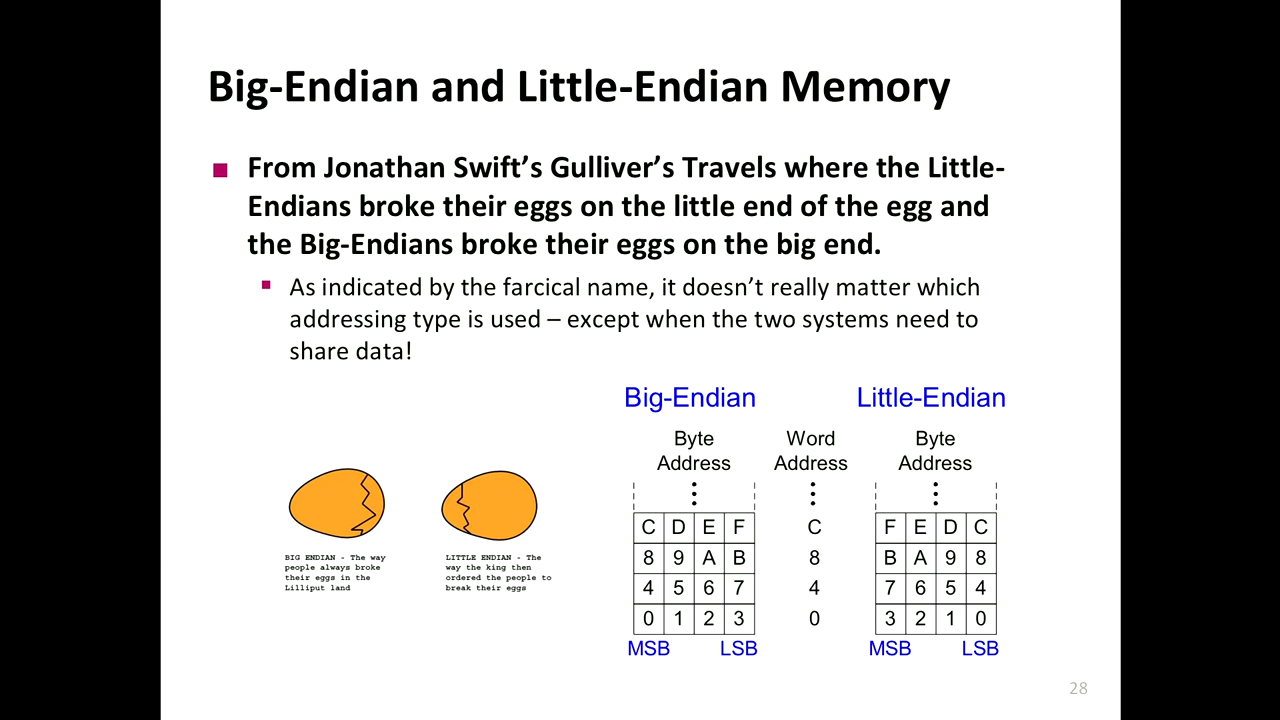 Big-Endian and Little-Endian Memory
From Jonathan Swift’s Gulliver’s Travels where the Little-
Endians broke their eggs on the little end of the egg and
the Big-Endians broke their eggs on the big end.
As indicated by the farcical name, it doesn’t really matter which
addressing type is used – except when the two systems need to
share data!
BIG ENDIAN - The way
people always broke
their eggs in the
Lilliput land
LITTLE ENDIAN - The
way the king then
ordered the people to
break their eggs
Big-Endian Little-Endian
Byte Word Byte
Address Address Address
C D E F C F E D C
8 9 A B 8 B A 9 8
4 5 6 7 4 7 6 5 4
0 1 2 3 0 3 2 1 0
MSB LSB MSB LSB
28